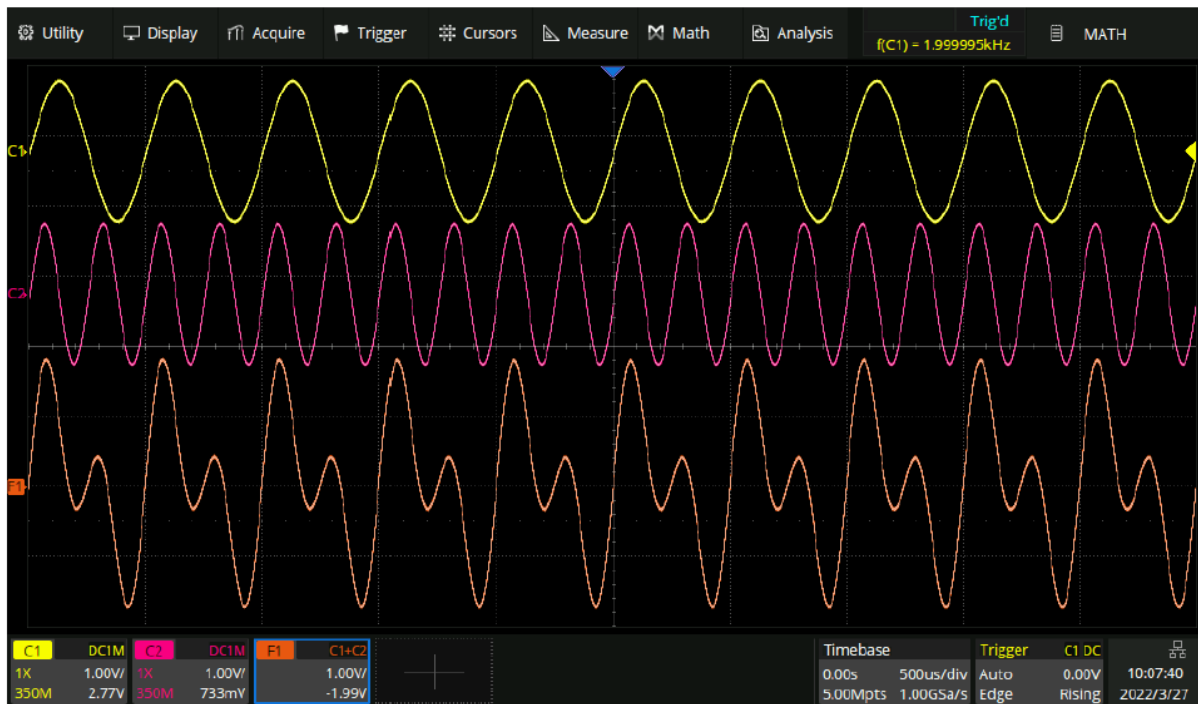 Utility Display Acquire Trigger Cursors Measure Math Analysis Trig'd MATH
f(C1) = 1.999995kHz
C1
C2
F1
C1 DC1M C2 DC1M F1 C1+C2 Timebase Trigger C1 DC
1X 1.00V/ 1X 1.00V/ 1.00V/ 0.00s 500us/div Auto 0.00V 10:07:40
350M 2.77V 350M 733mV -1.99V 5.00Mpts 1.00GSa/s Edge Rising 2022/3/27